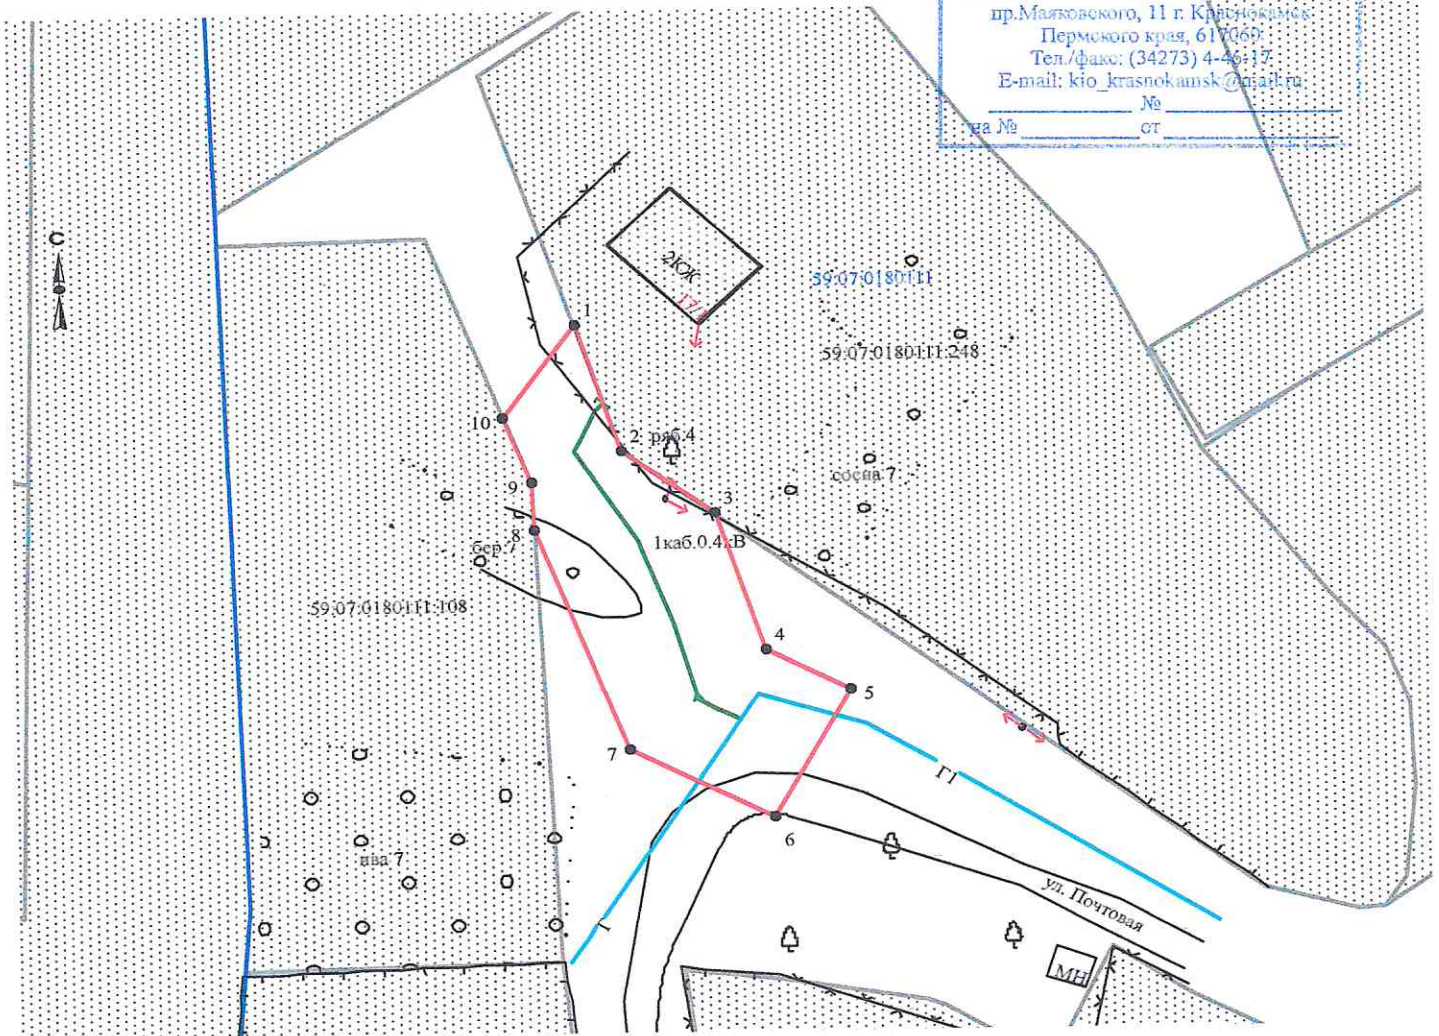 пр.Маяковского, 11 г. Краснокамск
Пермского края, 617060
Тел./факс: (34273) 4-46-17
E-mail: kio_krasnokamsk@mail.ru
№
на № от
С
2КЖ
17/1
59:07:0180111
59:07:0180111:248
1
10
2
ряб.4
сосна 7
9
3
8
1каб.0.4кВ
бер.7
59:07:0180111:108
4
5
7
Г1
6
ива 7
ул. Почтовая
Г
МН